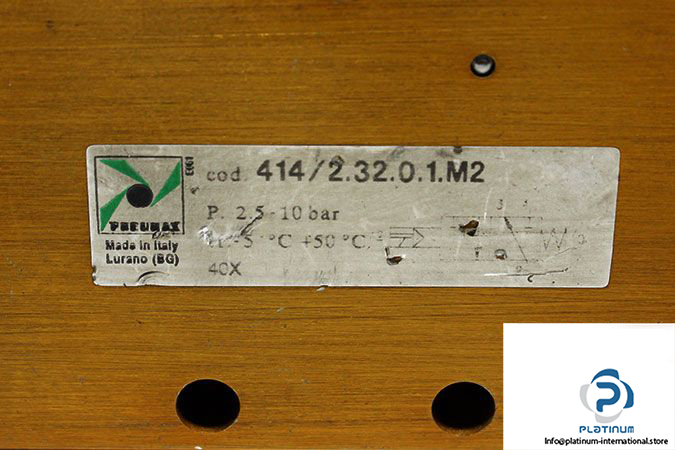 cod 414/2.32.0.1.M2
P. 2,5-10 bar
-5 °C +50 °C
40X
PNEUMAX
Made in Italy
Lurano (BG)
PLATINUM
Info@platinum-international.store